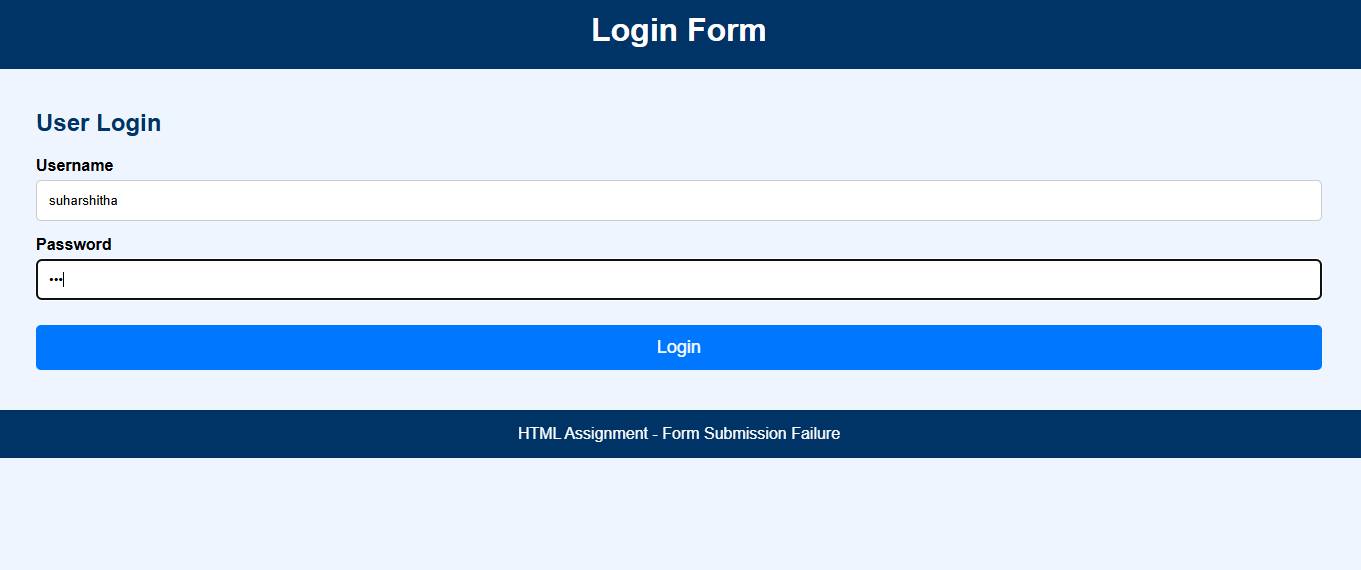 Login Form
User Login
Username
suharshitha
Password
•••
Login
HTML Assignment - Form Submission Failure